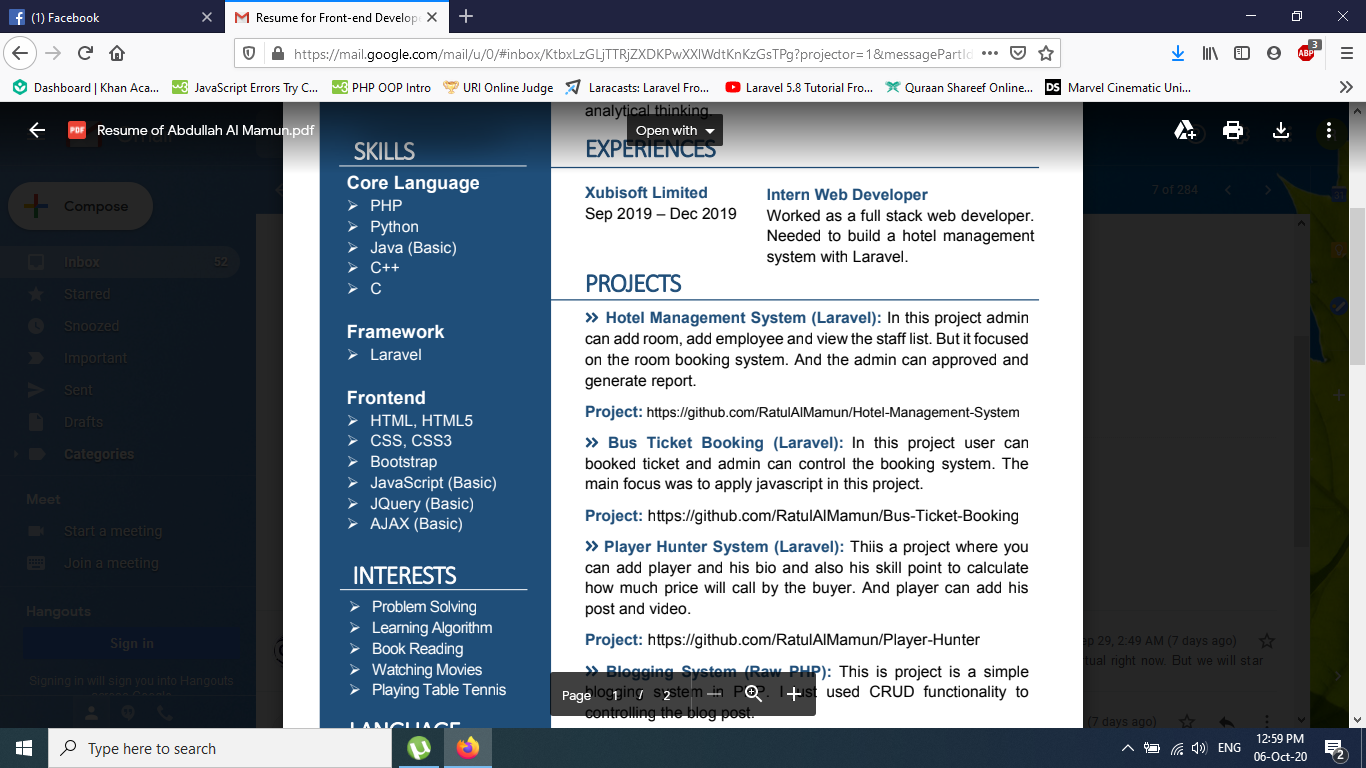 (1) Facebook
Resume for Front-end Develop
https://mail.google.com/mail/u/0/#inbox/KtbxLzGLjTTRjZXDKPwXXlWdtKnKzGsTPg?projector=1&messagePartId
3
Dashboard | Khan Aca...
JavaScript Errors Try C...
PHP OOP Intro
URI Online Judge
Laracasts: Laravel Fro...
Laravel 5.8 Tutorial Fro...
Quraan Shareef Online...
DS Marvel Cinematic Uni...
PDF Resume of Abdullah Al Mamun.pdf
Open with
Compose
Inbox 52
Starred
Snoozed
Important
Sent
Drafts
Categories
Meet
Start a meeting
Join a meeting
Hangouts
Sign in
Signing in will sign you into Hangouts
across Google
7 of 284
SKILLS
Core Language
PHP
Python
Java (Basic)
C++
C
Framework
Laravel
Frontend
HTML, HTML5
CSS, CSS3
Bootstrap
JavaScript (Basic)
JQuery (Basic)
AJAX (Basic)
INTERESTS
Problem Solving
Learning Algorithm
Book Reading
Watching Movies
Playing Table Tennis
LANGUAGE
analytical thinking.
EXPERIENCES
Xubisoft Limited
Sep 2019 – Dec 2019
Intern Web Developer
Worked as a full stack web developer.
Needed to build a hotel management
system with Laravel.
PROJECTS
Hotel Management System (Laravel): In this project admin
can add room, add employee and view the staff list. But it focused
on the room booking system. And the admin can approved and
generate report.
Project: https://github.com/RatulAlMamun/Hotel-Management-System
Bus Ticket Booking (Laravel): In this project user can
booked ticket and admin can control the booking system. The
main focus was to apply javascript in this project.
Project: https://github.com/RatulAlMamun/Bus-Ticket-Booking
Player Hunter System (Laravel): Thiis a project where you
can add player and his bio and also his skill point to calculate
how much price will call by the buyer. And player can add his
post and video.
Project: https://github.com/RatulAlMamun/Player-Hunter
Blogging System (Raw PHP): This is project is a simple
blogging system in PHP. I just used CRUD functionality to
controlling the blog post.
Page 1 / 2
ep 29, 2:49 AM (7 days ago)
tual right now. But we will star
(7 days ago)
Type here to search
ENG
12:59 PM
06-Oct-20
2